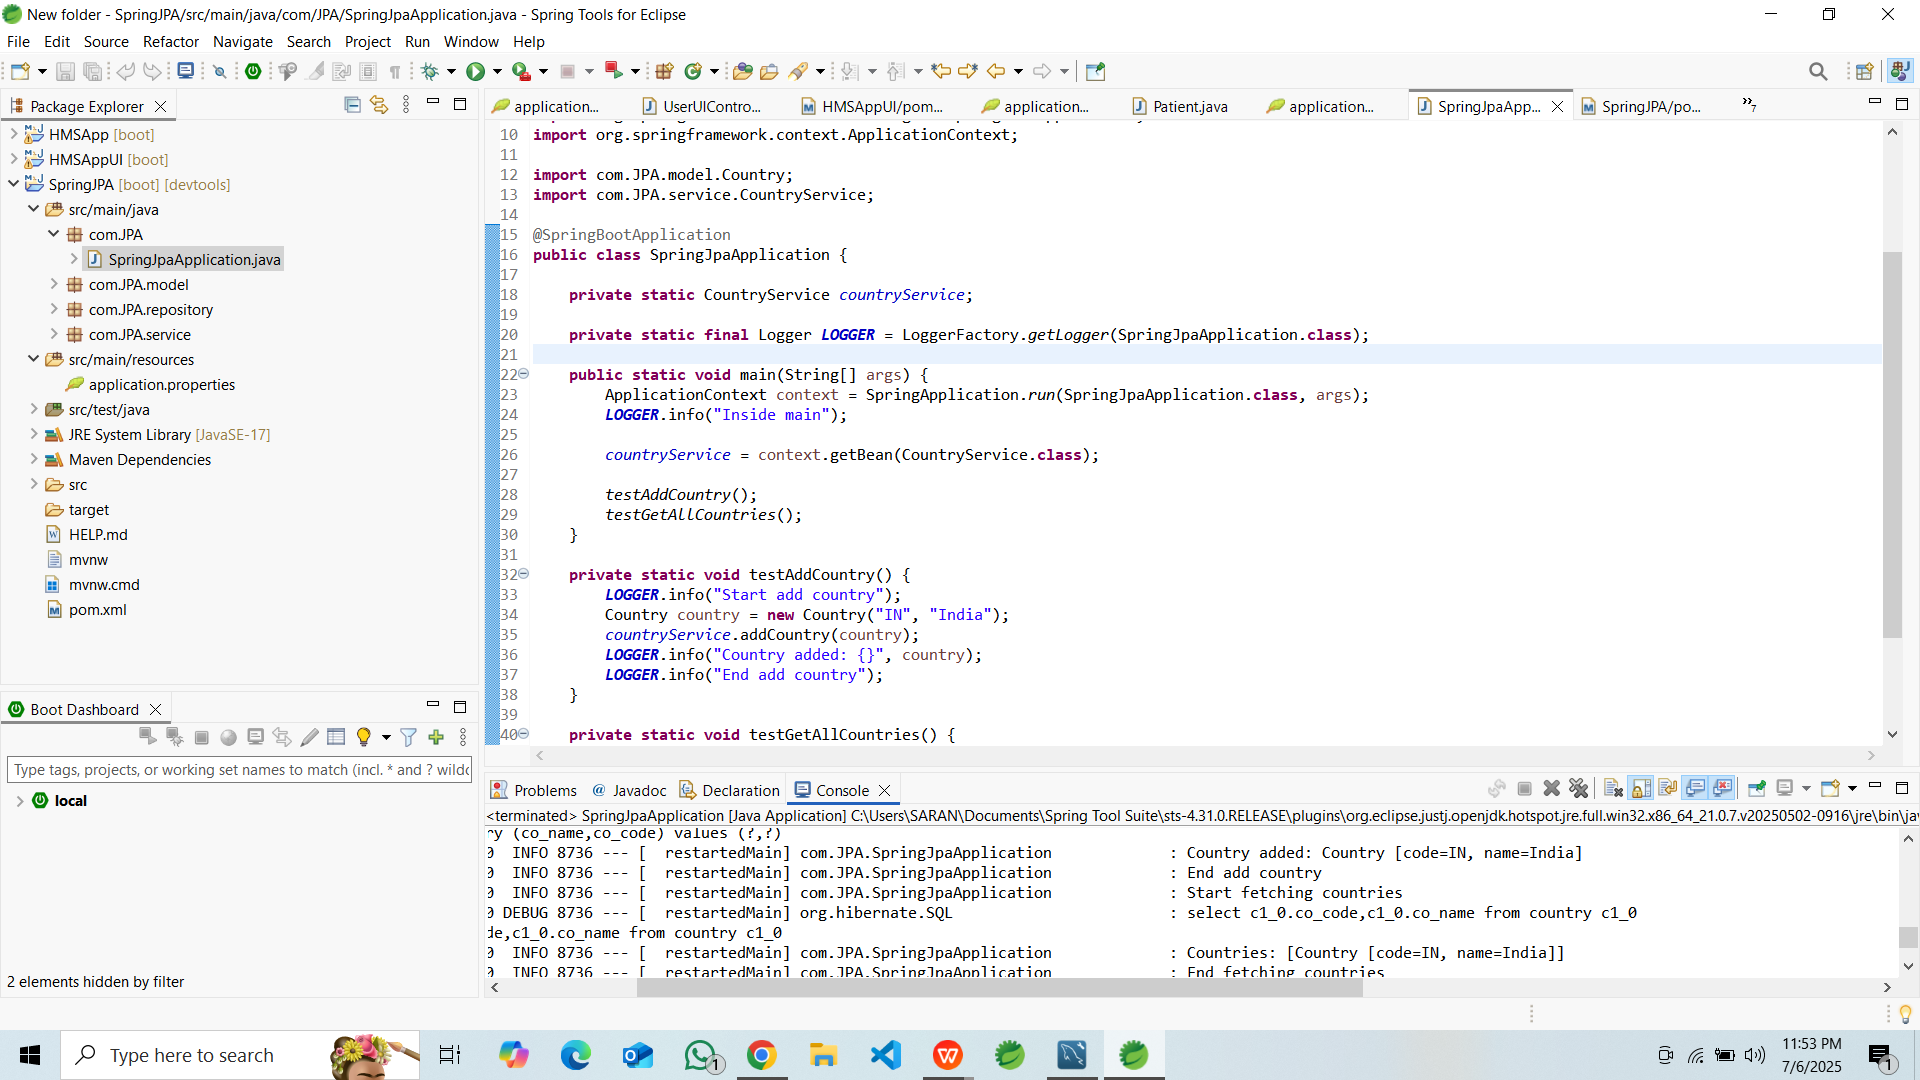 New folder - SpringJPA/src/main/java/com/JPA/SpringJpaApplication.java - Spring Tools for Eclipse
File Edit Source Refactor Navigate Search Project Run Window Help
Package Explorer
HMSApp [boot]
HMSAppUI [boot]
SpringJPA [boot] [devtools]
src/main/java
com.JPA
SpringJpaApplication.java
com.JPA.model
com.JPA.repository
com.JPA.service
src/main/resources
application.properties
src/test/java
JRE System Library [JavaSE-17]
Maven Dependencies
src
target
HELP.md
mvnw
mvnw.cmd
pom.xml
Boot Dashboard
Type tags, projects, or working set names to match (incl. * and ? wildc
local
2 elements hidden by filter
application... UserUIContro... HMSAppUI/pom... application... Patient.java application... SpringJpaApp... SpringJPA/po... »7
10 import org.springframework.context.ApplicationContext;
11
12 import com.JPA.model.Country;
13 import com.JPA.service.CountryService;
14
15 @SpringBootApplication
16 public class SpringJpaApplication {
17
18 private static CountryService countryService;
19
20 private static final Logger LOGGER = LoggerFactory.getLogger(SpringJpaApplication.class);
21
22 public static void main(String[] args) {
23 ApplicationContext context = SpringApplication.run(SpringJpaApplication.class, args);
24 LOGGER.info("Inside main");
25
26 countryService = context.getBean(CountryService.class);
27
28 testAddCountry();
29 testGetAllCountries();
30 }
31
32 private static void testAddCountry() {
33 LOGGER.info("Start add country");
34 Country country = new Country("IN", "India");
35 countryService.addCountry(country);
36 LOGGER.info("Country added: {}", country);
37 LOGGER.info("End add country");
38 }
39
40 private static void testGetAllCountries() {
Problems Javadoc Declaration Console
<terminated> SpringJpaApplication [Java Application] C:\Users\SARAN\Documents\Spring Tool Suite\sts-4.31.0.RELEASE\plugins\org.eclipse.justj.openjdk.hotspot.jre.full.win32.x86_64_21.0.7.v20250502-0916\jre\bin\jav
ry (co_name,co_code) values (?,?)
0 INFO 8736 --- [ restartedMain] com.JPA.SpringJpaApplication : Country added: Country [code=IN, name=India]
0 INFO 8736 --- [ restartedMain] com.JPA.SpringJpaApplication : End add country
0 INFO 8736 --- [ restartedMain] com.JPA.SpringJpaApplication : Start fetching countries
0 DEBUG 8736 --- [ restartedMain] org.hibernate.SQL : select c1_0.co_code,c1_0.co_name from country c1_0
de,c1_0.co_name from country c1_0
0 INFO 8736 --- [ restartedMain] com.JPA.SpringJpaApplication : Countries: [Country [code=IN, name=India]]
0 INFO 8736 --- [ restartedMain] com.JPA.SpringJpaApplication : End fetching countries
Type here to search
1
11:53 PM
7/6/2025
1